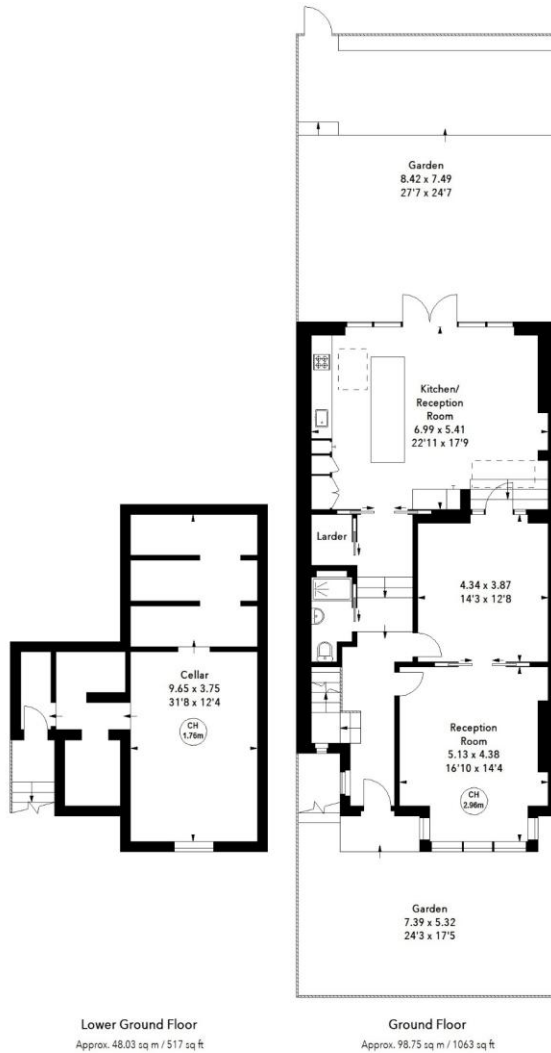 Garden
8.42 x 7.49
27'7 x 24'7
Kitchen/
Reception
Room
6.99 x 5.41
22'11 x 17'9
Larder
4.34 x 3.87
14'3 x 12'8
Cellar
9.65 x 3.75
31'8 x 12'4
CH
1.76m
Reception
Room
5.13 x 4.38
16'10 x 14'4
CH
2.96m
Garden
7.39 x 5.32
24'3 x 17'5
Lower Ground Floor
Approx. 48.03 sq m / 517 sq ft
Ground Floor
Approx. 98.75 sq m / 1063 sq ft